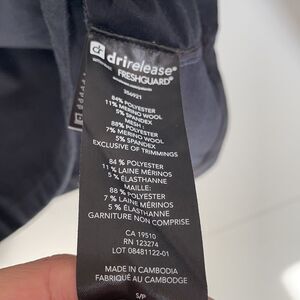 drirelease®
FRESHGUARD®
356921
84% POLYESTER
11% MERINO WOOL
5% SPANDEX
MESH:
88% POLYESTER
7% MERINO WOOL
5% SPANDEX
EXCLUSIVE OF TRIMMINGS
84 % POLYESTER
11 % LAINE MÉRINOS
5 % ÉLASTHANNE
MAILLE:
88 % POLYESTER
7 % LAINE MÉRINOS
5 % ÉLASTHANNE
GARNITURE NON COMPRISE
CA 19510
RN 123274
LOT 08481122-01
MADE IN CAMBODIA
FABRIQUÉ AU CAMBODGE
S/P